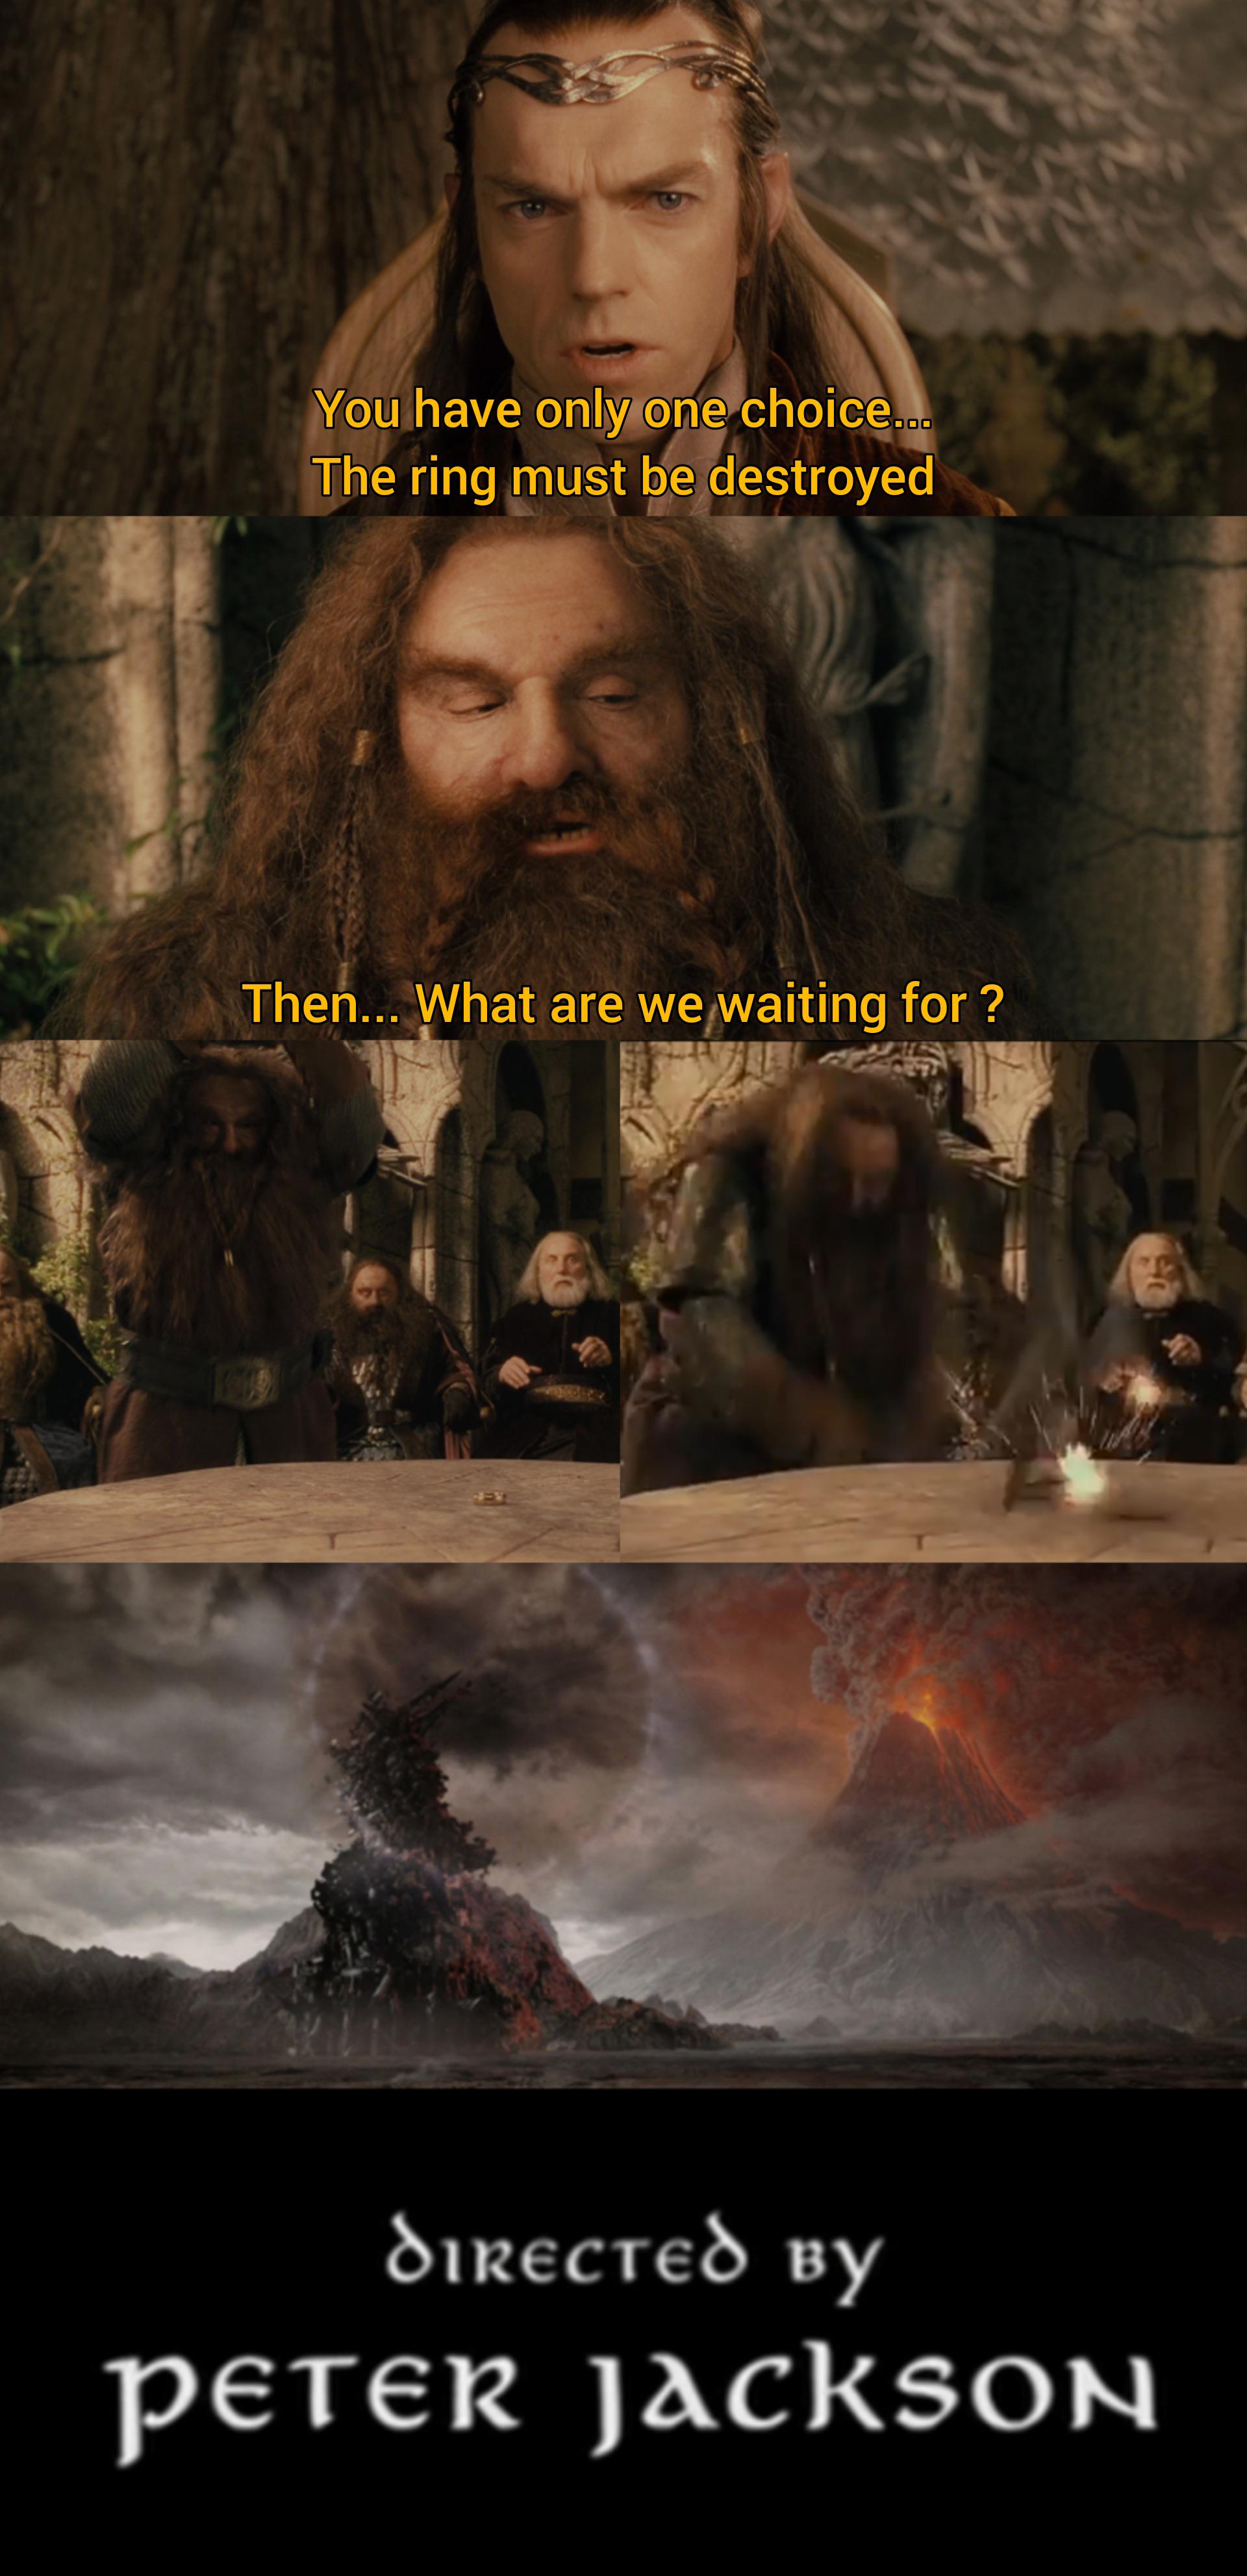 You have only one choice...
The ring must be destroyed
Then... What are we waiting for ?
DIRECTED BY
PETER JACKSON